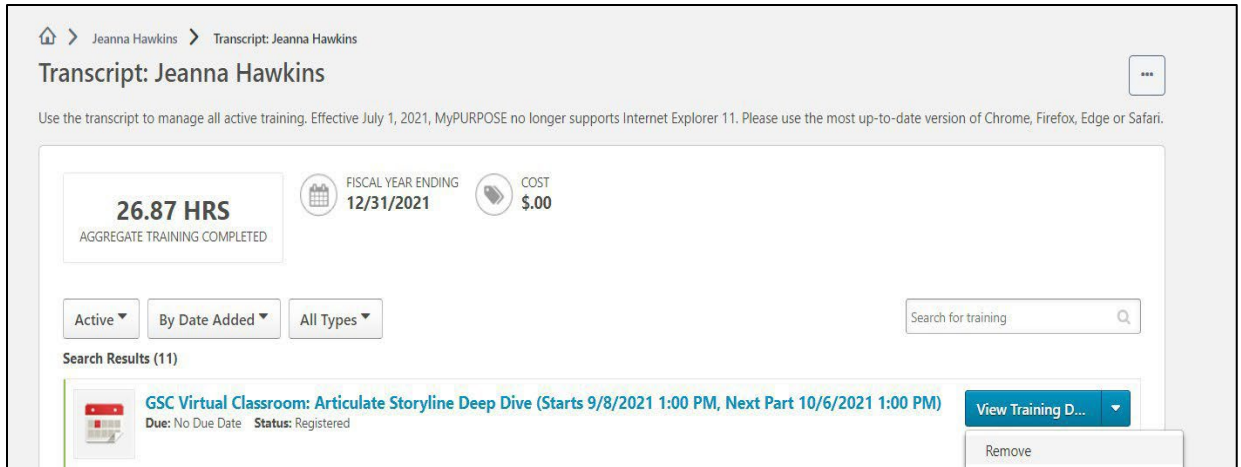 Jeanna Hawkins Transcript: Jeanna Hawkins
Transcript: Jeanna Hawkins
Use the transcript to manage all active training. Effective July 1, 2021, MyPURPOSE no longer supports Internet Explorer 11. Please use the most up-to-date version of Chrome, Firefox, Edge or Safari.
26.87 HRS
AGGREGATE TRAINING COMPLETED
FISCAL YEAR ENDING
12/31/2021
COST
$.00
Active By Date Added All Types Search for training
Search Results (11)
GSC Virtual Classroom: Articulate Storyline Deep Dive (Starts 9/8/2021 1:00 PM, Next Part 10/6/2021 1:00 PM)
Due: No Due Date Status: Registered
View Training D...
Remove